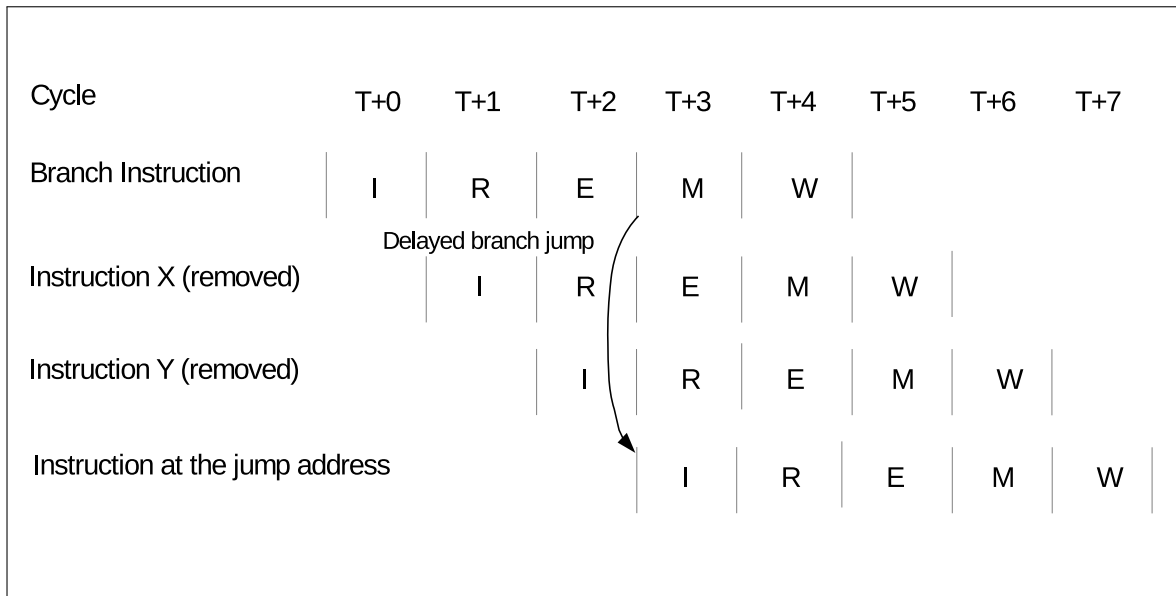 Cycle T+0 T+1 T+2 T+3 T+4 T+5 T+6 T+7
Branch Instruction I R E M W
Delayed branch jump
Instruction X (removed) I R E M W
Instruction Y (removed) I R E M W
Instruction at the jump address I R E M W